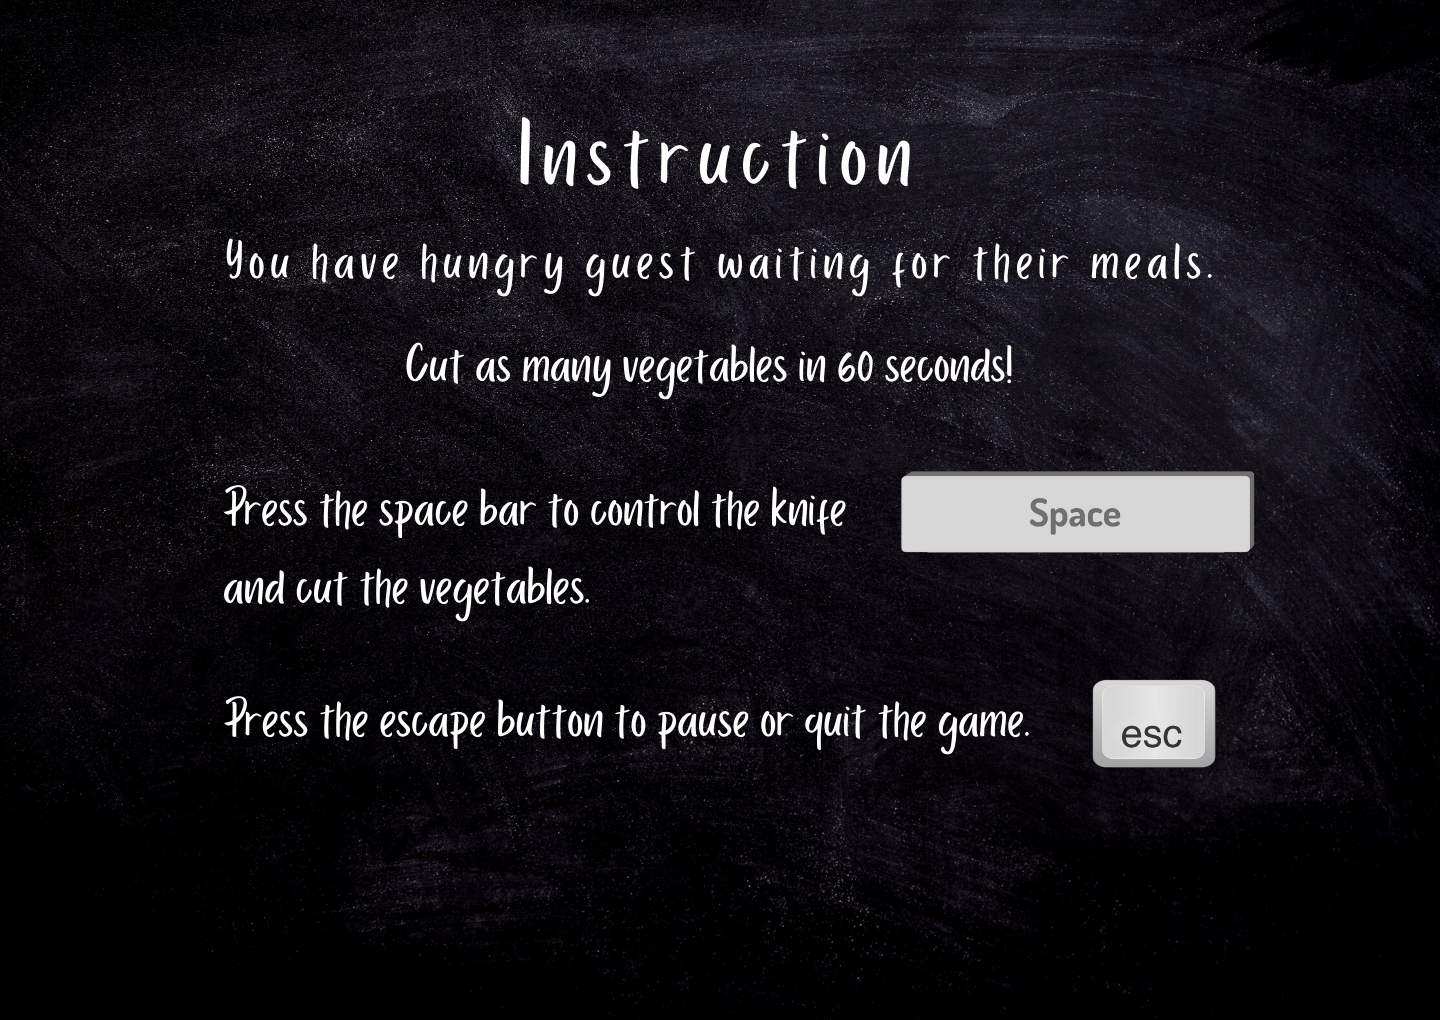 Instruction
You have hungry guest waiting for their meals.
Cut as many vegetables in 60 seconds!
Press the space bar to control the knife
Space
and cut the vegetables.
Press the escape button to pause or quit the game.
esc